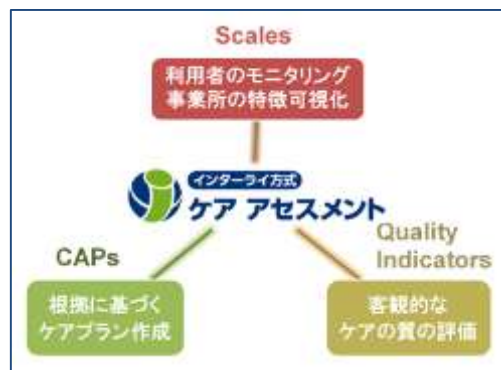 Scales
利用者のモニタリング
事業所の特徴可視化
インターライ方式
ケア アセスメント
CAPs
根拠に基づく
ケアプラン作成
Quality
Indicators
客観的な
ケアの質の評価